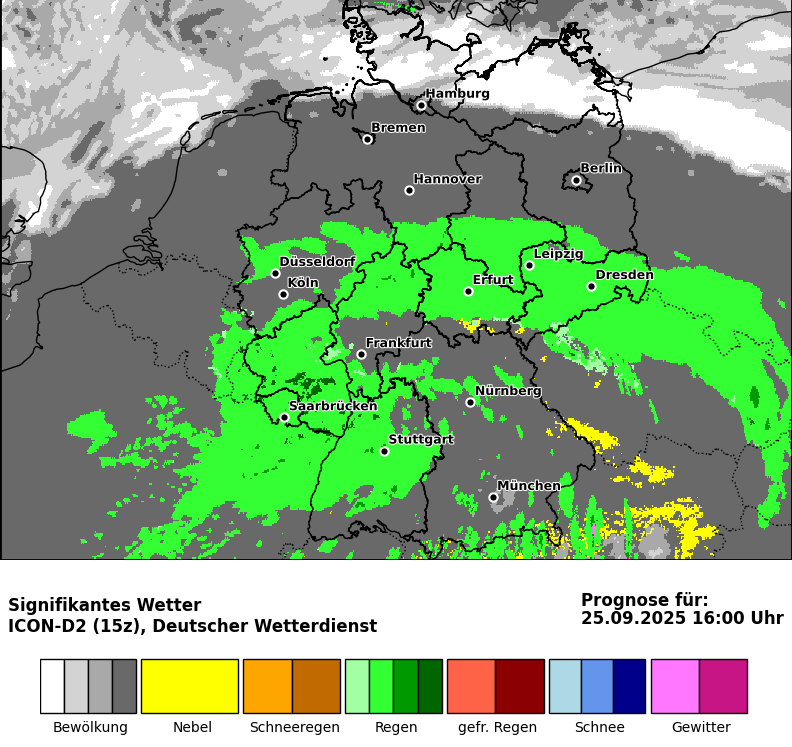 Hamburg
Bremen
Berlin
Hannover
Düsseldorf
Leipzig
Köln
Erfurt
Dresden
Frankfurt
Nürnberg
Saarbrücken
Stuttgart
München
Signifikantes Wetter
ICON-D2 (15z), Deutscher Wetterdienst
Prognose für:
25.09.2025 16:00 Uhr
Bewölkung
Nebel
Schneeregen
Regen
gefr. Regen
Schnee
Gewitter